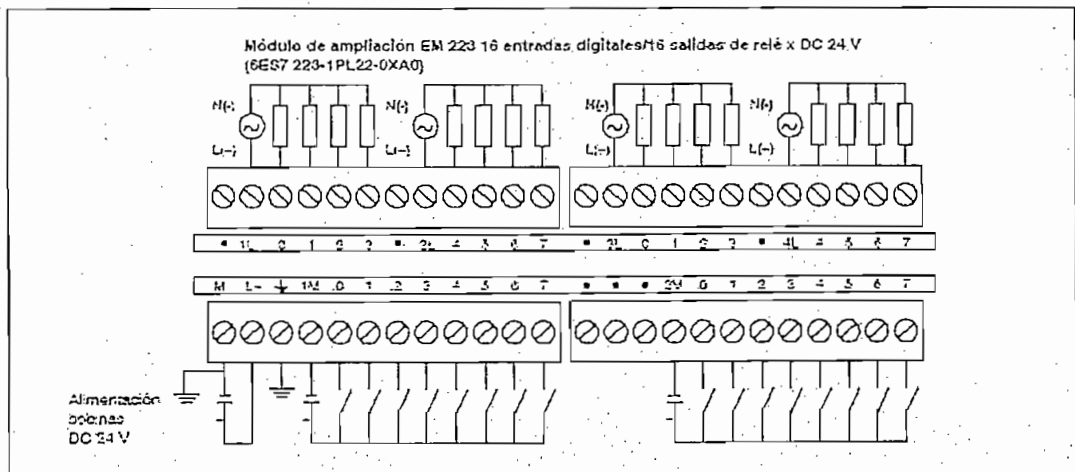 Módulo de ampliación EM 223 16 entradas digitales/16 salidas de relé x DC 24 V
(6ES7 223-1PL22-0XA0)
N(-) N(-) N(-) N(-)
L(+) L(+) L(+) L(+)
• 1L 0 1 2 3 • 2L 4 5 6 7 • 3L 0 1 2 3 • 4L 4 5 6 7
M L+ ⏚ 1M .0 .1 .2 .3 .4 .5 .6 .7 • • • 2M .0 .1 .2 .3 .4 .5 .6 .7
Alimentación
bobinas
DC 24 V